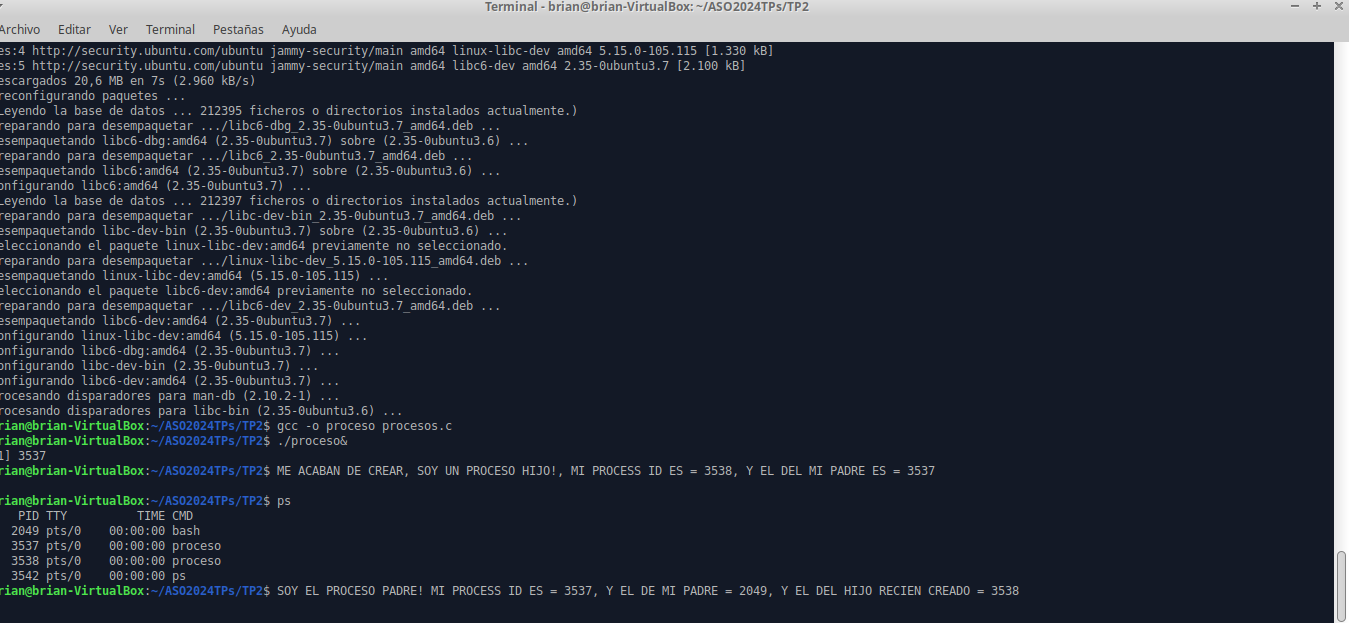 Terminal - brian@brian-VirtualBox: ~/ASO2024TPs/TP2
Archivo Editar Ver Terminal Pestañas Ayuda
es:4 http://security.ubuntu.com/ubuntu jammy-security/main amd64 linux-libc-dev amd64 5.15.0-105.115 [1.330 kB]
es:5 http://security.ubuntu.com/ubuntu jammy-security/main amd64 libc6-dev amd64 2.35-0ubuntu3.7 [2.100 kB]
escargados 20,6 MB en 7s (2.960 kB/s)
reconfigurando paquetes ...
Leyendo la base de datos ... 212395 ficheros o directorios instalados actualmente.)
reparando para desempaquetar .../libc6-dbg_2.35-0ubuntu3.7_amd64.deb ...
esempaquetando libc6-dbg:amd64 (2.35-0ubuntu3.7) sobre (2.35-0ubuntu3.6) ...
reparando para desempaquetar .../libc6_2.35-0ubuntu3.7_amd64.deb ...
esempaquetando libc6:amd64 (2.35-0ubuntu3.7) sobre (2.35-0ubuntu3.6) ...
onfigurando libc6:amd64 (2.35-0ubuntu3.7) ...
Leyendo la base de datos ... 212397 ficheros o directorios instalados actualmente.)
reparando para desempaquetar .../libc-dev-bin_2.35-0ubuntu3.7_amd64.deb ...
esempaquetando libc-dev-bin (2.35-0ubuntu3.7) sobre (2.35-0ubuntu3.6) ...
eleccionando el paquete linux-libc-dev:amd64 previamente no seleccionado.
reparando para desempaquetar .../linux-libc-dev_5.15.0-105.115_amd64.deb ...
esempaquetando linux-libc-dev:amd64 (5.15.0-105.115) ...
eleccionando el paquete libc6-dev:amd64 previamente no seleccionado.
reparando para desempaquetar .../libc6-dev_2.35-0ubuntu3.7_amd64.deb ...
esempaquetando libc6-dev:amd64 (2.35-0ubuntu3.7) ...
onfigurando linux-libc-dev:amd64 (5.15.0-105.115) ...
onfigurando libc6-dbg:amd64 (2.35-0ubuntu3.7) ...
onfigurando libc-dev-bin (2.35-0ubuntu3.7) ...
onfigurando libc6-dev:amd64 (2.35-0ubuntu3.7) ...
rocesando disparadores para man-db (2.10.2-1) ...
rocesando disparadores para libc-bin (2.35-0ubuntu3.6) ...
rian@brian-VirtualBox:~/ASO2024TPs/TP2$ gcc -o proceso procesos.c
rian@brian-VirtualBox:~/ASO2024TPs/TP2$ ./proceso&
1] 3537
rian@brian-VirtualBox:~/ASO2024TPs/TP2$ ME ACABAN DE CREAR, SOY UN PROCESO HIJO!, MI PROCESS ID ES = 3538, Y EL DEL MI PADRE ES = 3537
rian@brian-VirtualBox:~/ASO2024TPs/TP2$ ps
PID TTY TIME CMD
2049 pts/0 00:00:00 bash
3537 pts/0 00:00:00 proceso
3538 pts/0 00:00:00 proceso
3542 pts/0 00:00:00 ps
rian@brian-VirtualBox:~/ASO2024TPs/TP2$ SOY EL PROCESO PADRE! MI PROCESS ID ES = 3537, Y EL DE MI PADRE = 2049, Y EL DEL HIJO RECIEN CREADO = 3538